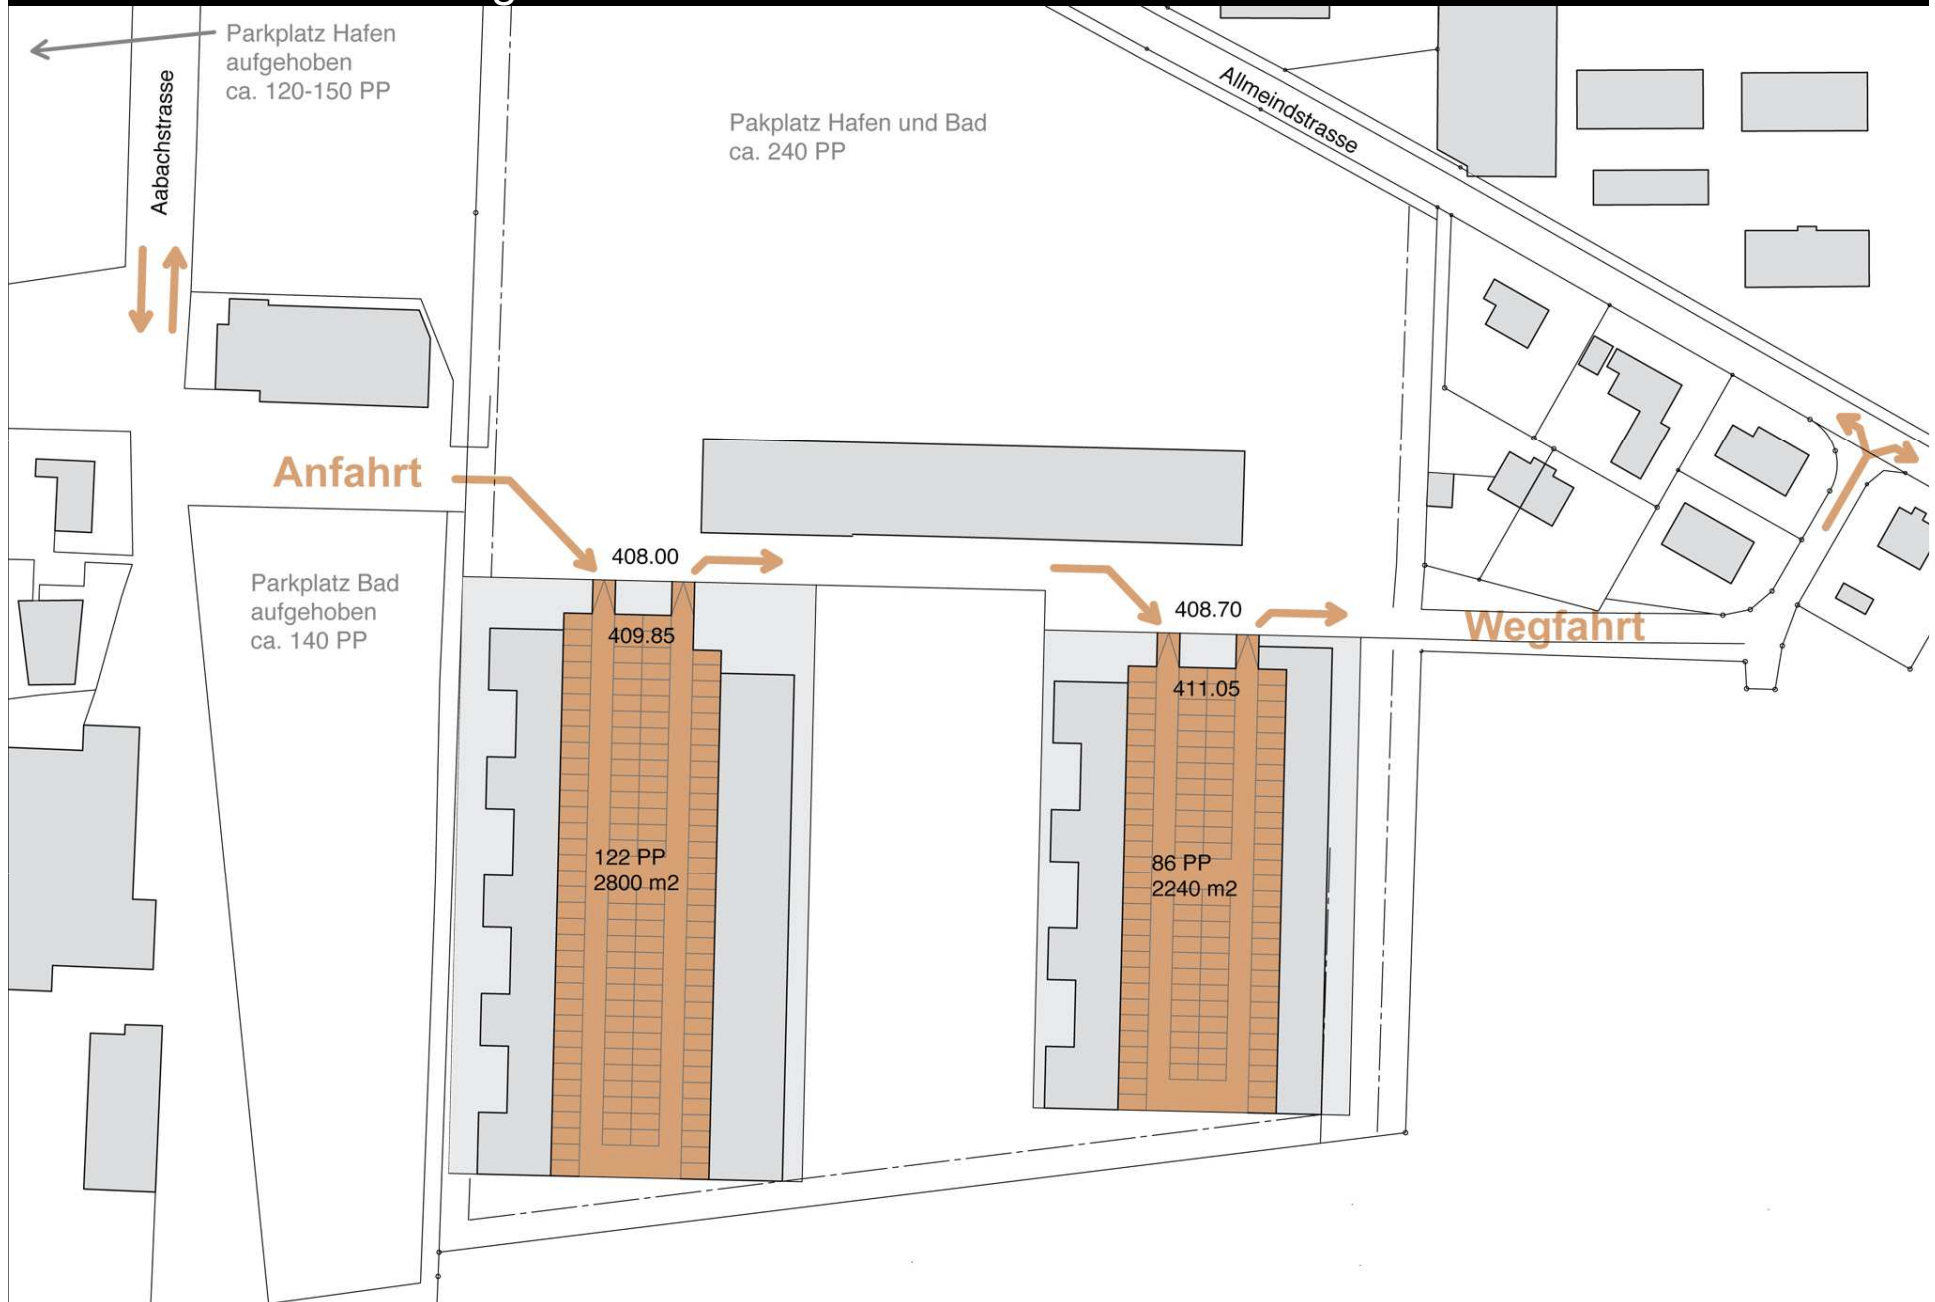 Parkplatz Hafen
aufgehoben
ca. 120-150 PP
Aabachstrasse
Pakplatz Hafen und Bad
ca. 240 PP
Allmeindstrasse
Anfahrt
408.00
409.85
Parkplatz Bad
aufgehoben
ca. 140 PP
408.70
Wegfahrt
411.05
122 PP
2800 m2
86 PP
2240 m2